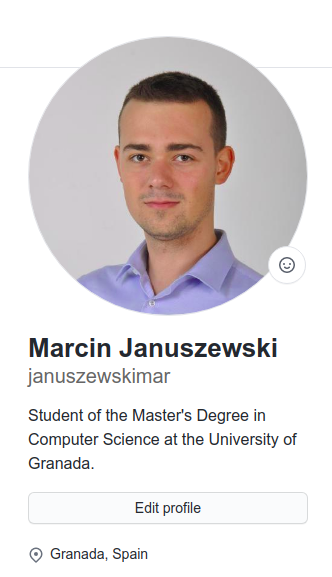 Marcin Januszewski
januszewskimar
Student of the Master's Degree in
Computer Science at the University of
Granada.
Edit profile
Granada, Spain